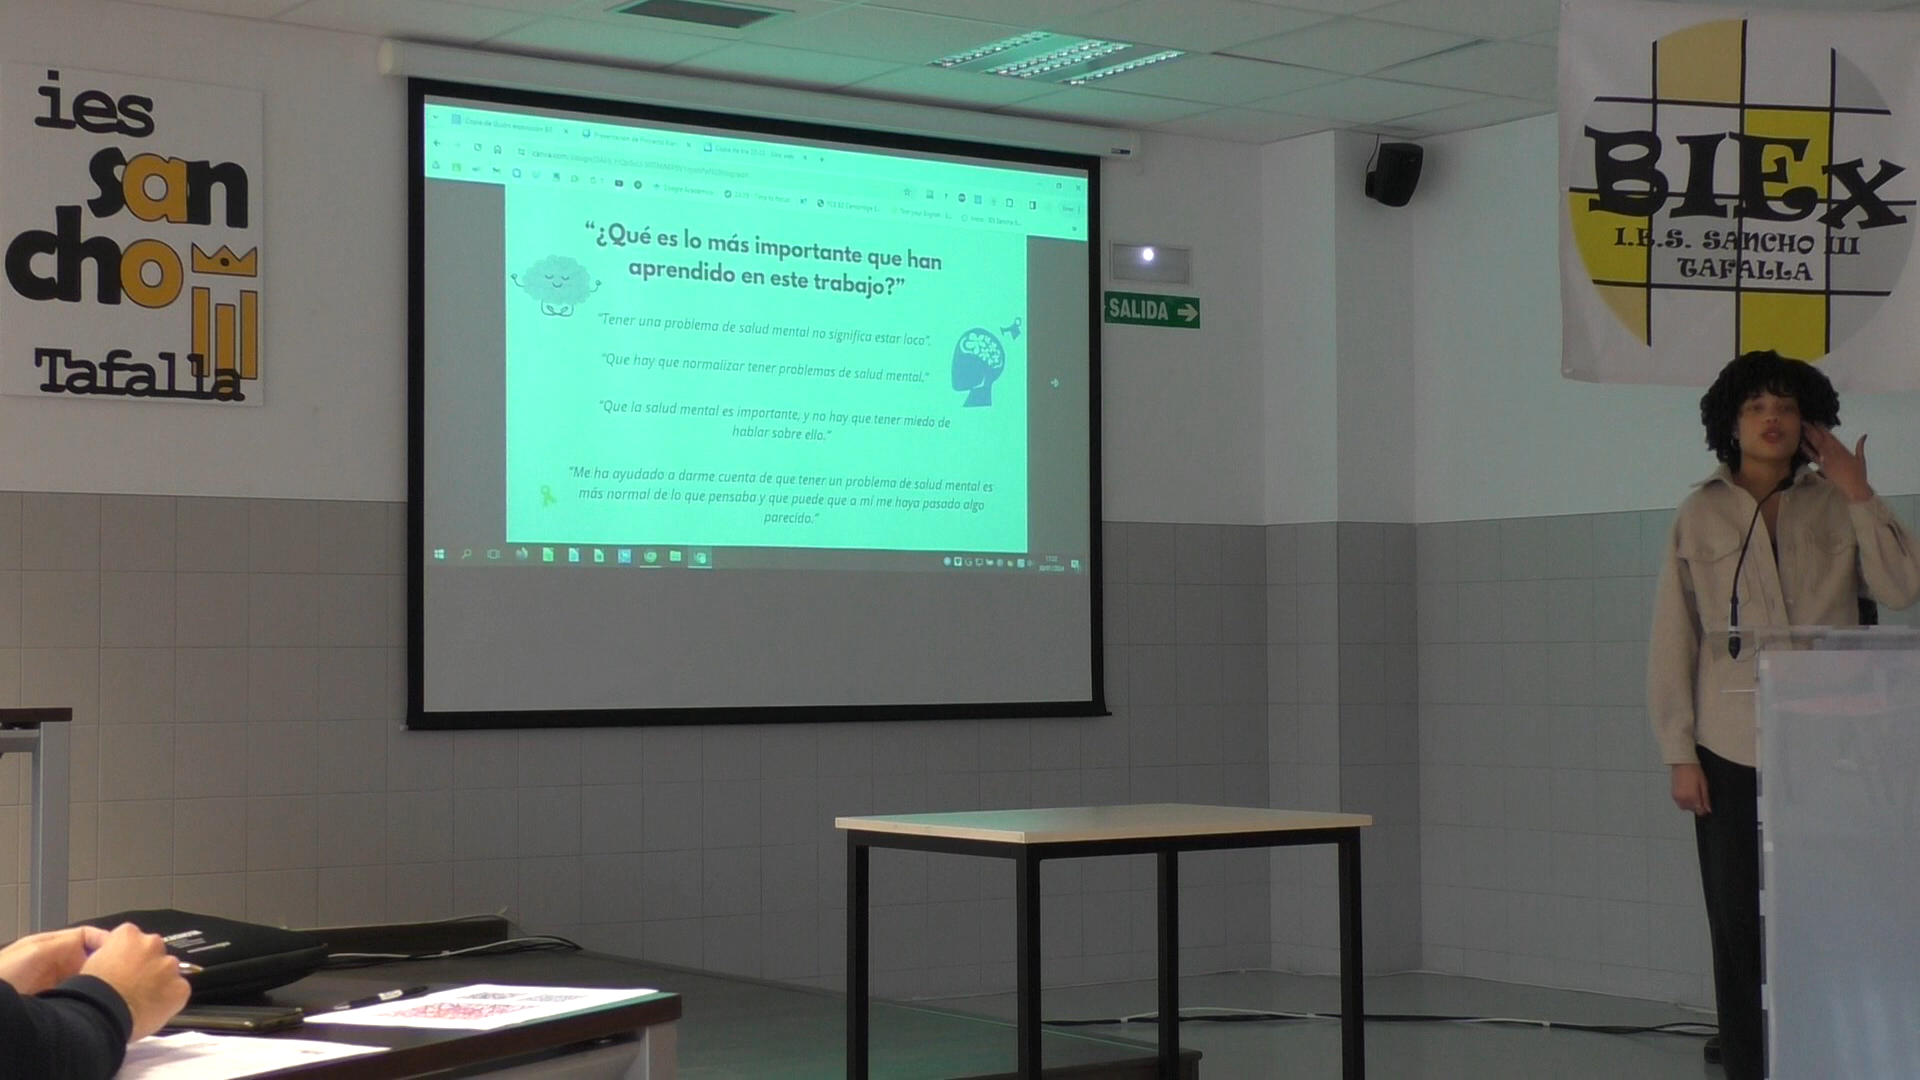 ies
san
cho III
Tafalla
“¿Qué es lo más importante que han
aprendido en este trabajo?”
“Tener una problema de salud mental no significa estar loco”.
“Que hay que normalizar tener problemas de salud mental.”
“Que la salud mental es importante, y no hay que tener miedo de
hablar sobre ello.”
“Me ha ayudado a darme cuenta de que tener un problema de salud mental es
más normal de lo que pensaba y que puede que a mí me haya pasado algo
parecido.”
SALIDA
BIEx
I.E.S. SANCHO III
TAFALLA